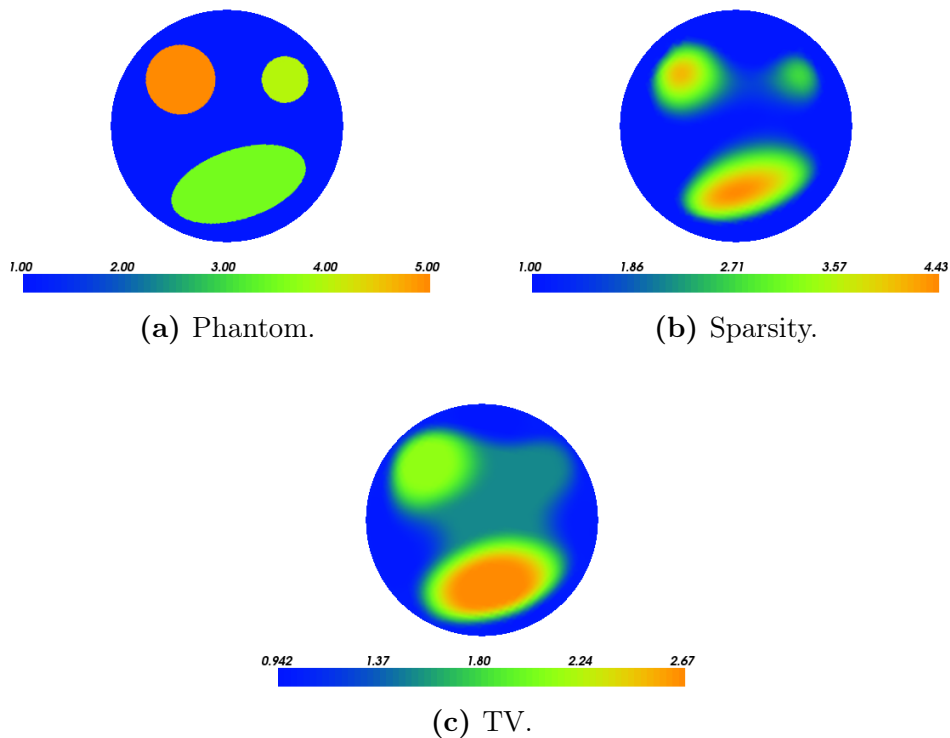 1.00 2.00 3.00 4.00 5.00
(a) Phantom.
1.00 1.86 2.71 3.57 4.43
(b) Sparsity.
0.942 1.37 1.80 2.24 2.67
(c) TV.